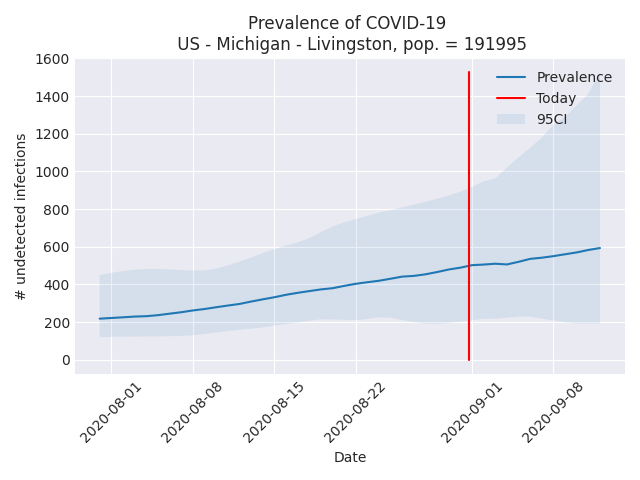 Prevalence of COVID-19
US - Michigan - Livingston, pop. = 191995
# undetected infections
1600
1400
1200
1000
800
600
400
200
0
Prevalence
Today
95CI
2020-08-01
2020-08-08
2020-08-15
2020-08-22
2020-09-01
2020-09-08
Date